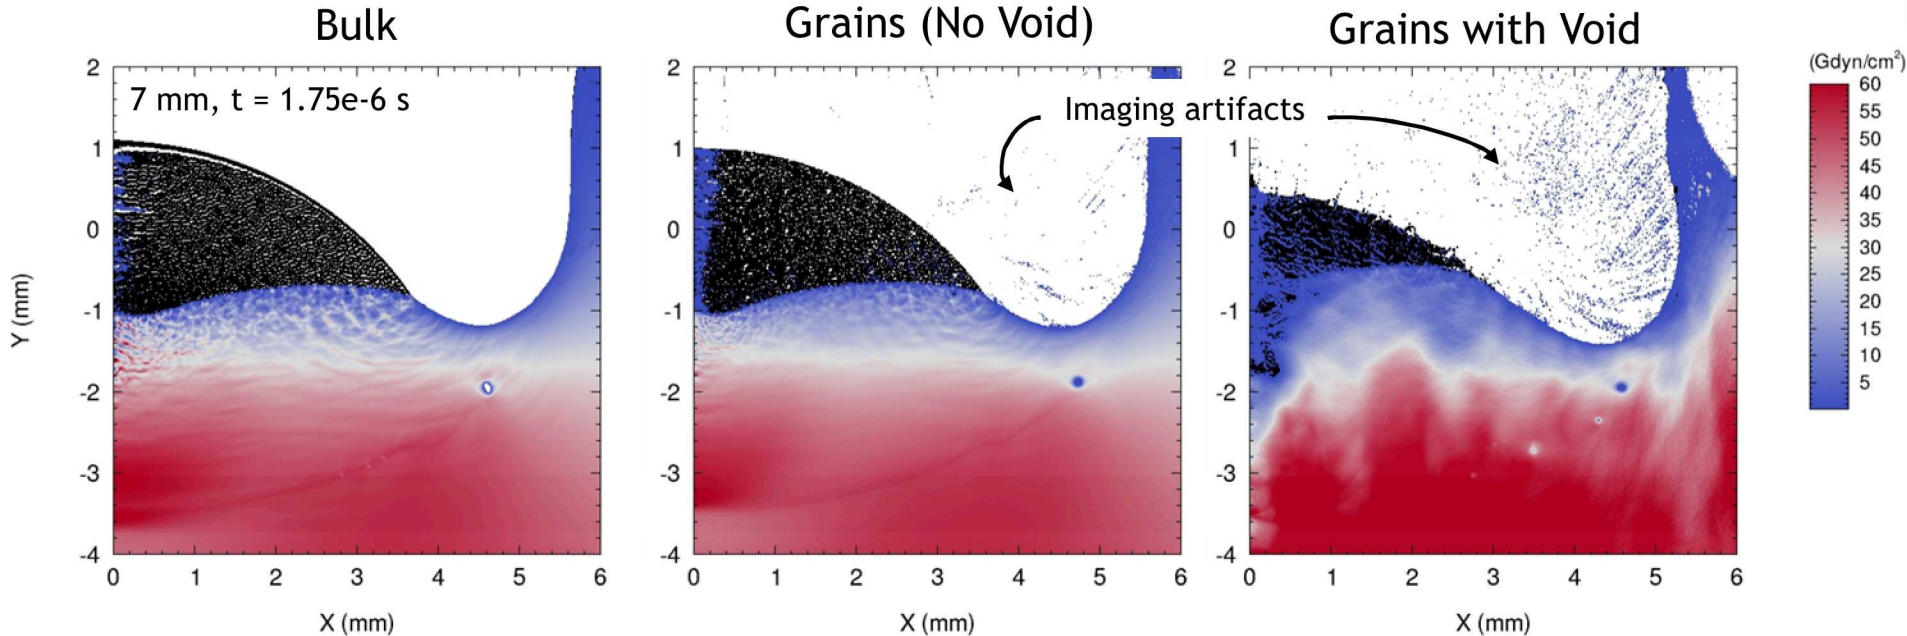 Bulk
Grains (No Void)
Grains with Void
(Gdyn/cm²)
7 mm, t = 1.75e-6 s
Imaging artifacts
2
1
0
-1
-2
-3
-4
Y (mm)
0 1 2 3 4 5 6
X (mm)
2
1
0
-1
-2
-3
-4
0 1 2 3 4 5 6
X (mm)
2
1
0
-1
-2
-3
-4
0 1 2 3 4 5 6
X (mm)
60
55
50
45
40
35
30
25
20
15
10
5